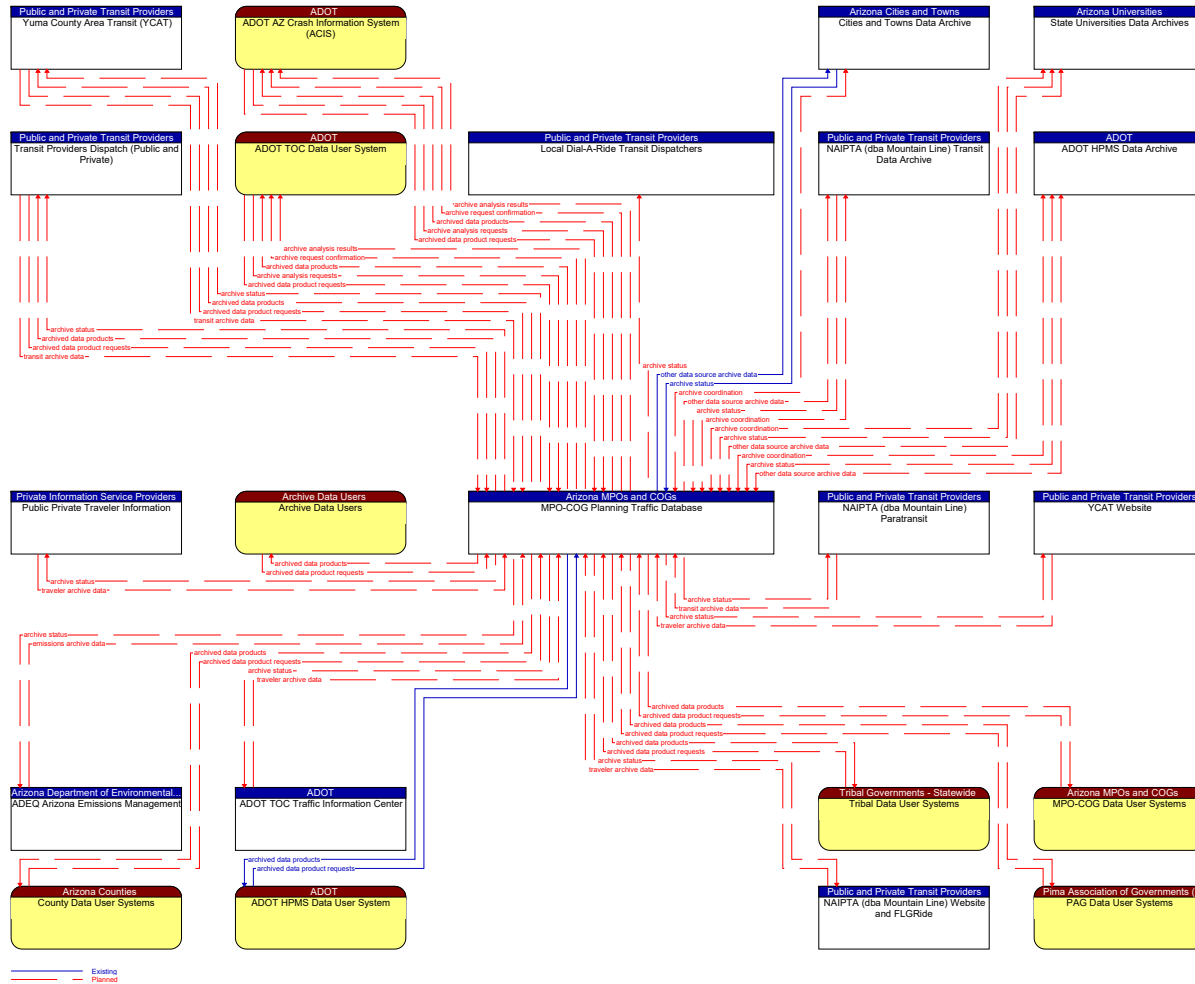 Public and Private Transit Providers
Yuma County Area Transit (YCAT)
ADOT
ADOT AZ Crash Information System
(ACIS)
Arizona Cities and Towns
Cities and Towns Data Archive
Arizona Universities
State Universities Data Archives
Public and Private Transit Providers
Transit Providers Dispatch (Public and
Private)
ADOT
ADOT TOC Data User System
Public and Private Transit Providers
Local Dial-A-Ride Transit Dispatchers
Public and Private Transit Providers
NAIPTA (dba Mountain Line) Transit
Data Archive
ADOT
ADOT HPMS Data Archive
archive analysis results
archive request confirmation
archived data products
archive analysis requests
archived data product requests
archive analysis results
archive request confirmation
archived data products
archive analysis requests
archived data product requests
archive status
archived data products
archived data product requests
transit archive data
archive status
archived data products
archived data product requests
transit archive data
archive status
other data source archive data
archive status
archive coordination
other data source archive data
archive status
archive coordination
archive coordination
archive status
other data source archive data
archive coordination
archive status
other data source archive data
Private Information Service Providers
Public Private Traveler Information
Archive Data Users
Archive Data Users
Arizona MPOs and COGs
MPO-COG Planning Traffic Database
Public and Private Transit Providers
NAIPTA (dba Mountain Line)
Paratransit
Public and Private Transit Providers
YCAT Website
archived data products
archived data product requests
archive status
traveler archive data
archive status
transit archive data
archive status
traveler archive data
archive status
emissions archive data
archived data products
archived data product requests
archive status
traveler archive data
archived data products
archived data product requests
archived data products
archived data product requests
archived data products
archived data product requests
archive status
traveler archive data
Arizona Department of Environmental...
ADEQ Arizona Emissions Management
ADOT
ADOT TOC Traffic Information Center
Tribal Governments - Statewide
Tribal Data User Systems
Arizona MPOs and COGs
MPO-COG Data User Systems
archived data products
archived data product requests
Arizona Counties
County Data User Systems
ADOT
ADOT HPMS Data User System
Public and Private Transit Providers
NAIPTA (dba Mountain Line) Website
and FLGRide
Pima Association of Governments (
PAG Data User Systems
Existing
Planned